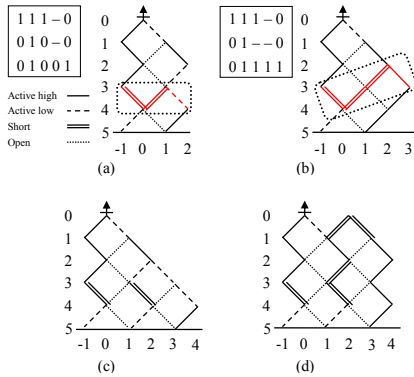 1 1 1 – 0
0 1 0 – 0
0 1 0 0 1
Active high
Active low
Short
Open
0
1
2
3
4
5
-1 0 1 2
(a)
1 1 1 – 0
0 1 – – 0
0 1 1 1 1
0
1
2
3
4
5
-1 0 1 2 3
(b)
0
1
2
3
4
5
-1 0 1 2 3 4
(c)
0
1
2
3
4
5
-1 0 1 2 3 4
(d)